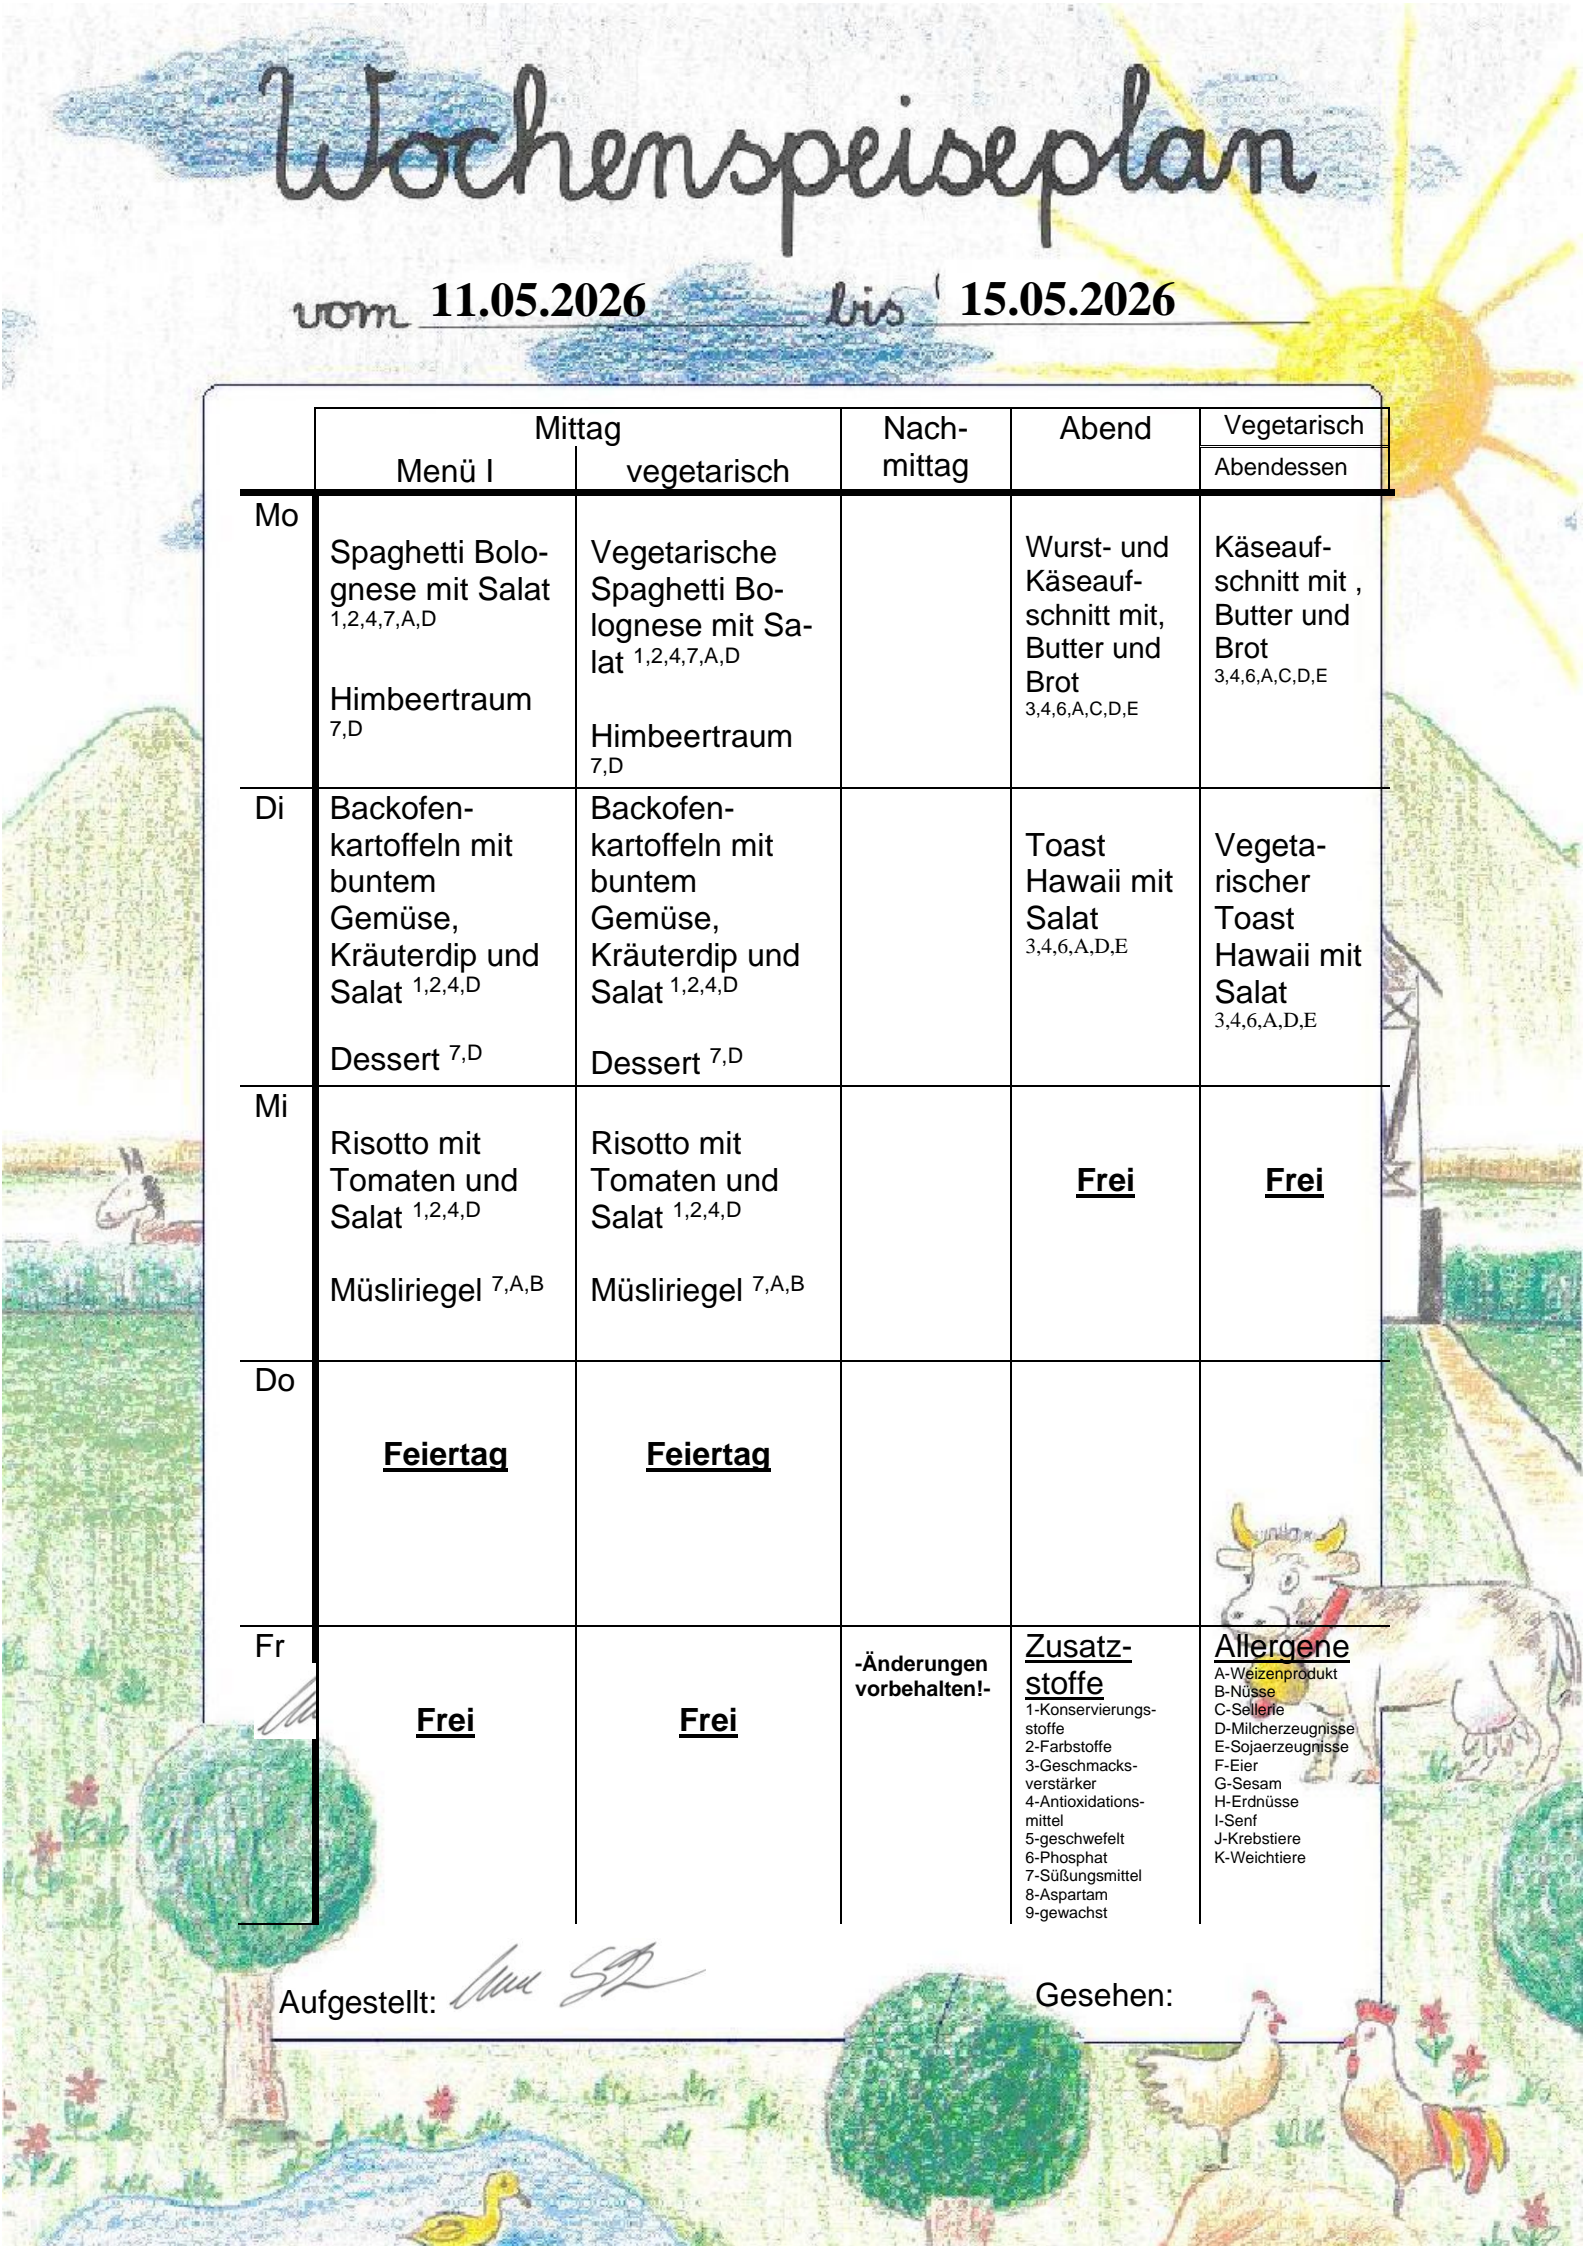 Wochenspeiseplan
vom 11.05.2026 bis 15.05.2026
Mittag
Nach-
mittag
Abend
Vegetarisch
Abendessen
Menü I
vegetarisch
Mo
Spaghetti Bolo-
gnese mit Salat
1,2,4,7,A,D
Himbeertraum
7,D
Vegetarische
Spaghetti Bo-
lognese mit Sa-
lat 1,2,4,7,A,D
Himbeertraum
7,D
Wurst- und
Käseauf-
schnitt mit,
Butter und
Brot
3,4,6,A,C,D,E
Käseauf-
schnitt mit ,
Butter und
Brot
3,4,6,A,C,D,E
Di
Backofen-
kartoffeln mit
buntem
Gemüse,
Kräuterdip und
Salat 1,2,4,D
Dessert 7,D
Backofen-
kartoffeln mit
buntem
Gemüse,
Kräuterdip und
Salat 1,2,4,D
Dessert 7,D
Toast
Hawaii mit
Salat
3,4,6,A,D,E
Vegeta-
rischer
Toast
Hawaii mit
Salat
3,4,6,A,D,E
Mi
Risotto mit
Tomaten und
Salat 1,2,4,D
Müsliriegel 7,A,B
Risotto mit
Tomaten und
Salat 1,2,4,D
Müsliriegel 7,A,B
Frei
Frei
Do
Feiertag
Feiertag
Fr
Frei
Frei
-Änderungen
vorbehalten!-
Zusatz-
stoffe
1-Konservierungs-
stoffe
2-Farbstoffe
3-Geschmacks-
verstärker
4-Antioxidations-
mittel
5-geschwefelt
6-Phosphat
7-Süßungsmittel
8-Aspartam
9-gewachst
Allergene
A-Weizenprodukt
B-Nüsse
C-Sellerie
D-Milcherzeugnisse
E-Sojaerzeugnisse
F-Eier
G-Sesam
H-Erdnüsse
I-Senf
J-Krebstiere
K-Weichtiere
Aufgestellt:
Gesehen: